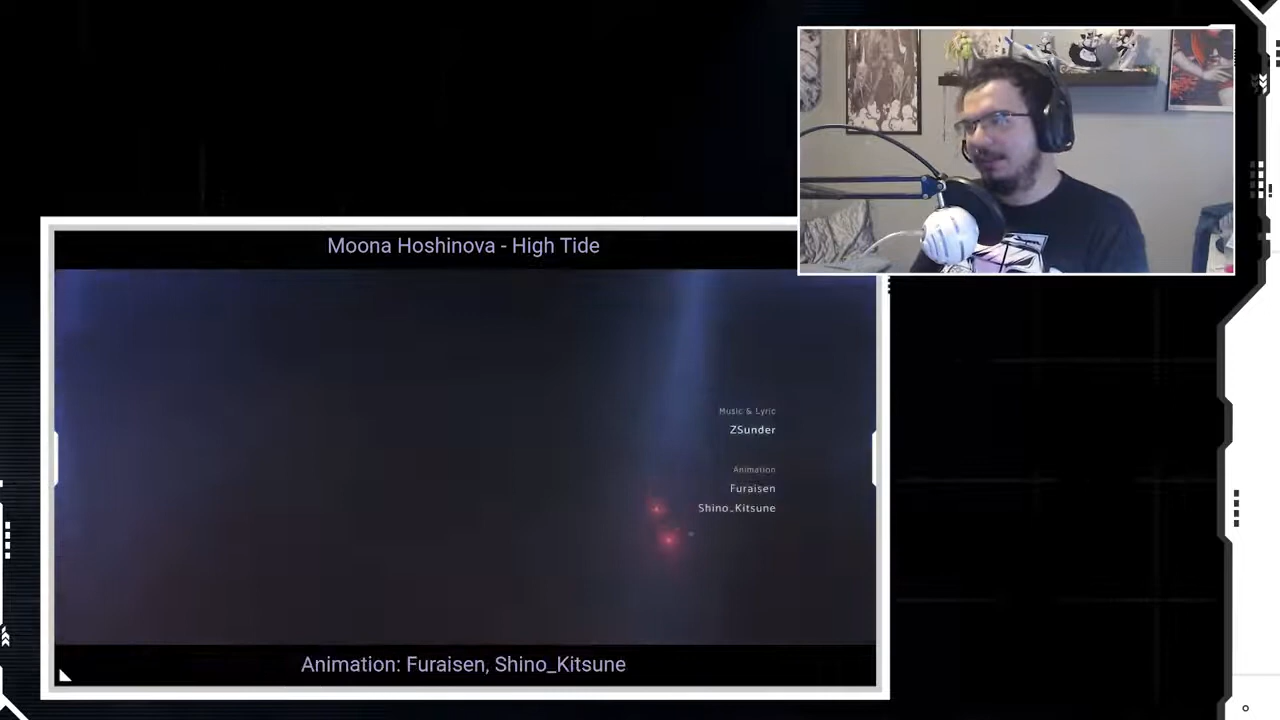 Moona Hoshinova - High Tide
Music & Lyric
ZSunder
Animation
Furaisen
Shino_Kitsune
Animation: Furaisen, Shino_Kitsune